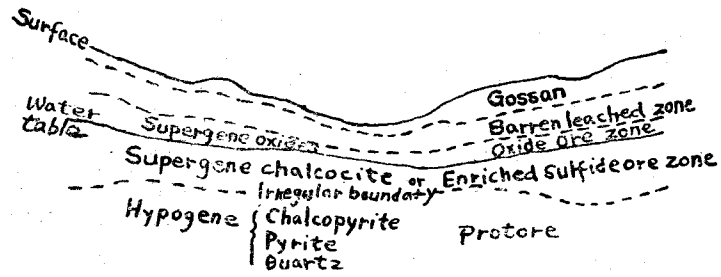 Surface
Gossan
Water table
Barren leached zone
Supergene oxides
Oxide ore zone
Supergene chalcocite or Enriched Sulfide ore zone
Irregular boundary
Hypogene { Chalcopyrite
Pyrite
Quartz
Protore